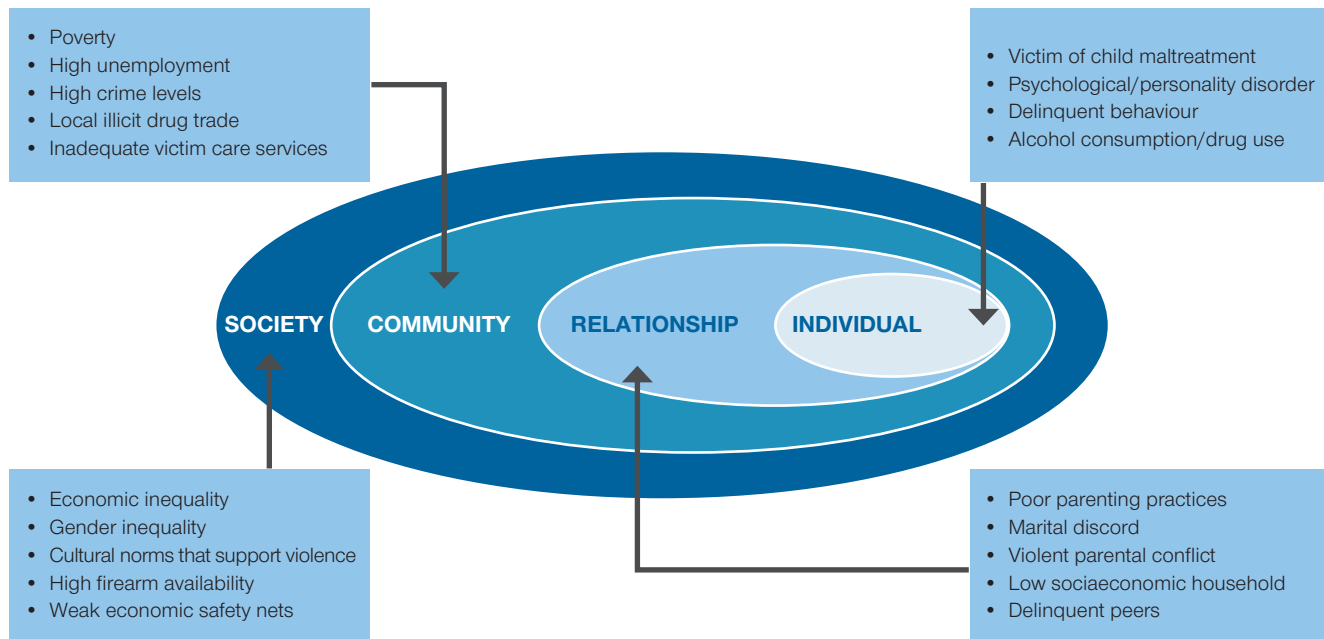 • Poverty
• High unemployment
• High crime levels
• Local illicit drug trade
• Inadequate victim care services
• Victim of child maltreatment
• Psychological/personality disorder
• Delinquent behaviour
• Alcohol consumption/drug use
SOCIETY
COMMUNITY
RELATIONSHIP
INDIVIDUAL
• Economic inequality
• Gender inequality
• Cultural norms that support violence
• High firearm availability
• Weak economic safety nets
• Poor parenting practices
• Marital discord
• Violent parental conflict
• Low sociaeconomic household
• Delinquent peers